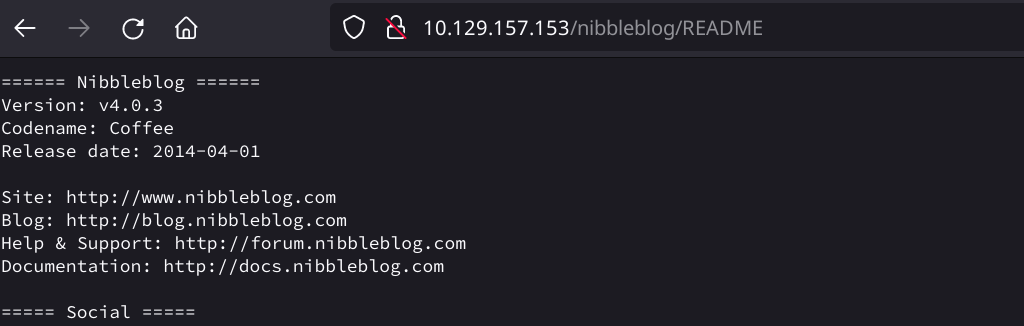 10.129.157.153/nibbleblog/README
====== Nibbleblog ======
Version: v4.0.3
Codename: Coffee
Release date: 2014-04-01
Site: http://www.nibbleblog.com
Blog: http://blog.nibbleblog.com
Help & Support: http://forum.nibbleblog.com
Documentation: http://docs.nibbleblog.com
===== Social =====